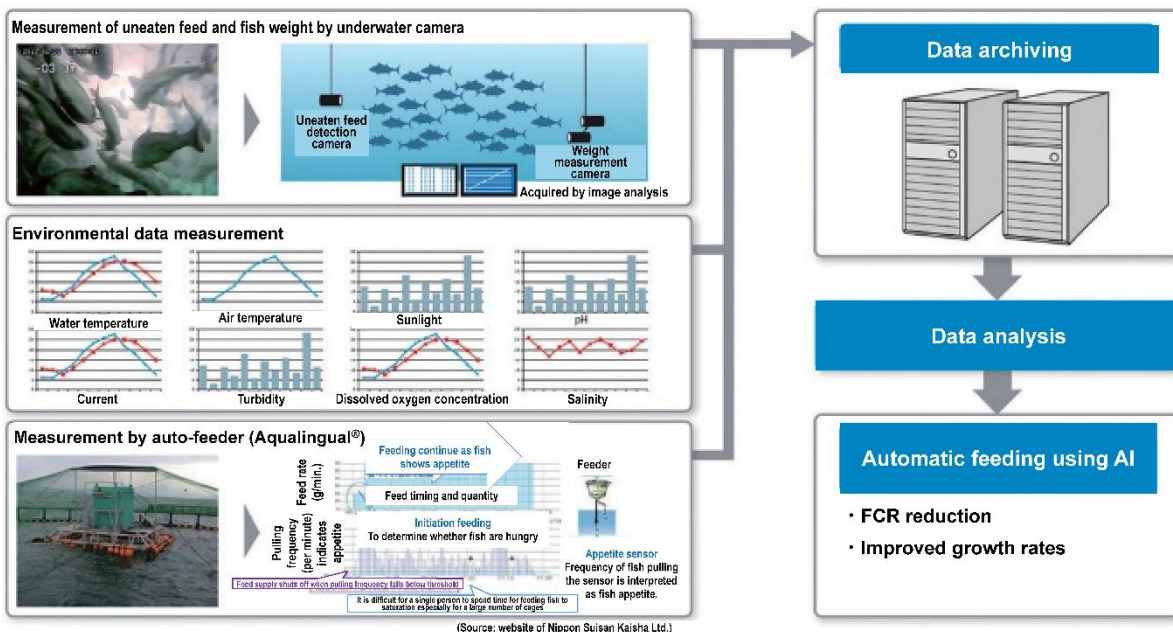 Measurement of uneaten feed and fish weight by underwater camera
-03:37
Uneaten feed
detection
camera
Weight
measurement
camera
Acquired by image analysis
Environmental data measurement
Water temperature
Air temperature
Sunlight
pH
Current
Turbidity
Dissolved oxygen concentration
Salinity
Measurement by auto-feeder (Aqualingual®)
Feed rate
(g/min.)
Feeding continue as fish
shows appetite
Feed timing and quantity
Pulling
frequency
(per minute)
indicates
appetite
Initiation feeding
To determine whether fish are hungry
Feeder
Appetite sensor
Frequency of fish pulling
the sensor is interpreted
as fish appetite.
Feed supply shuts off when pulling frequency falls below threshold
It is difficult for a single person to spead time for feeding fish to
saturation especially for a large number of cages
(Source: website of Nippon Suisan Kaisha Ltd.)
Data archiving
Data analysis
Automatic feeding using AI
・FCR reduction
・Improved growth rates